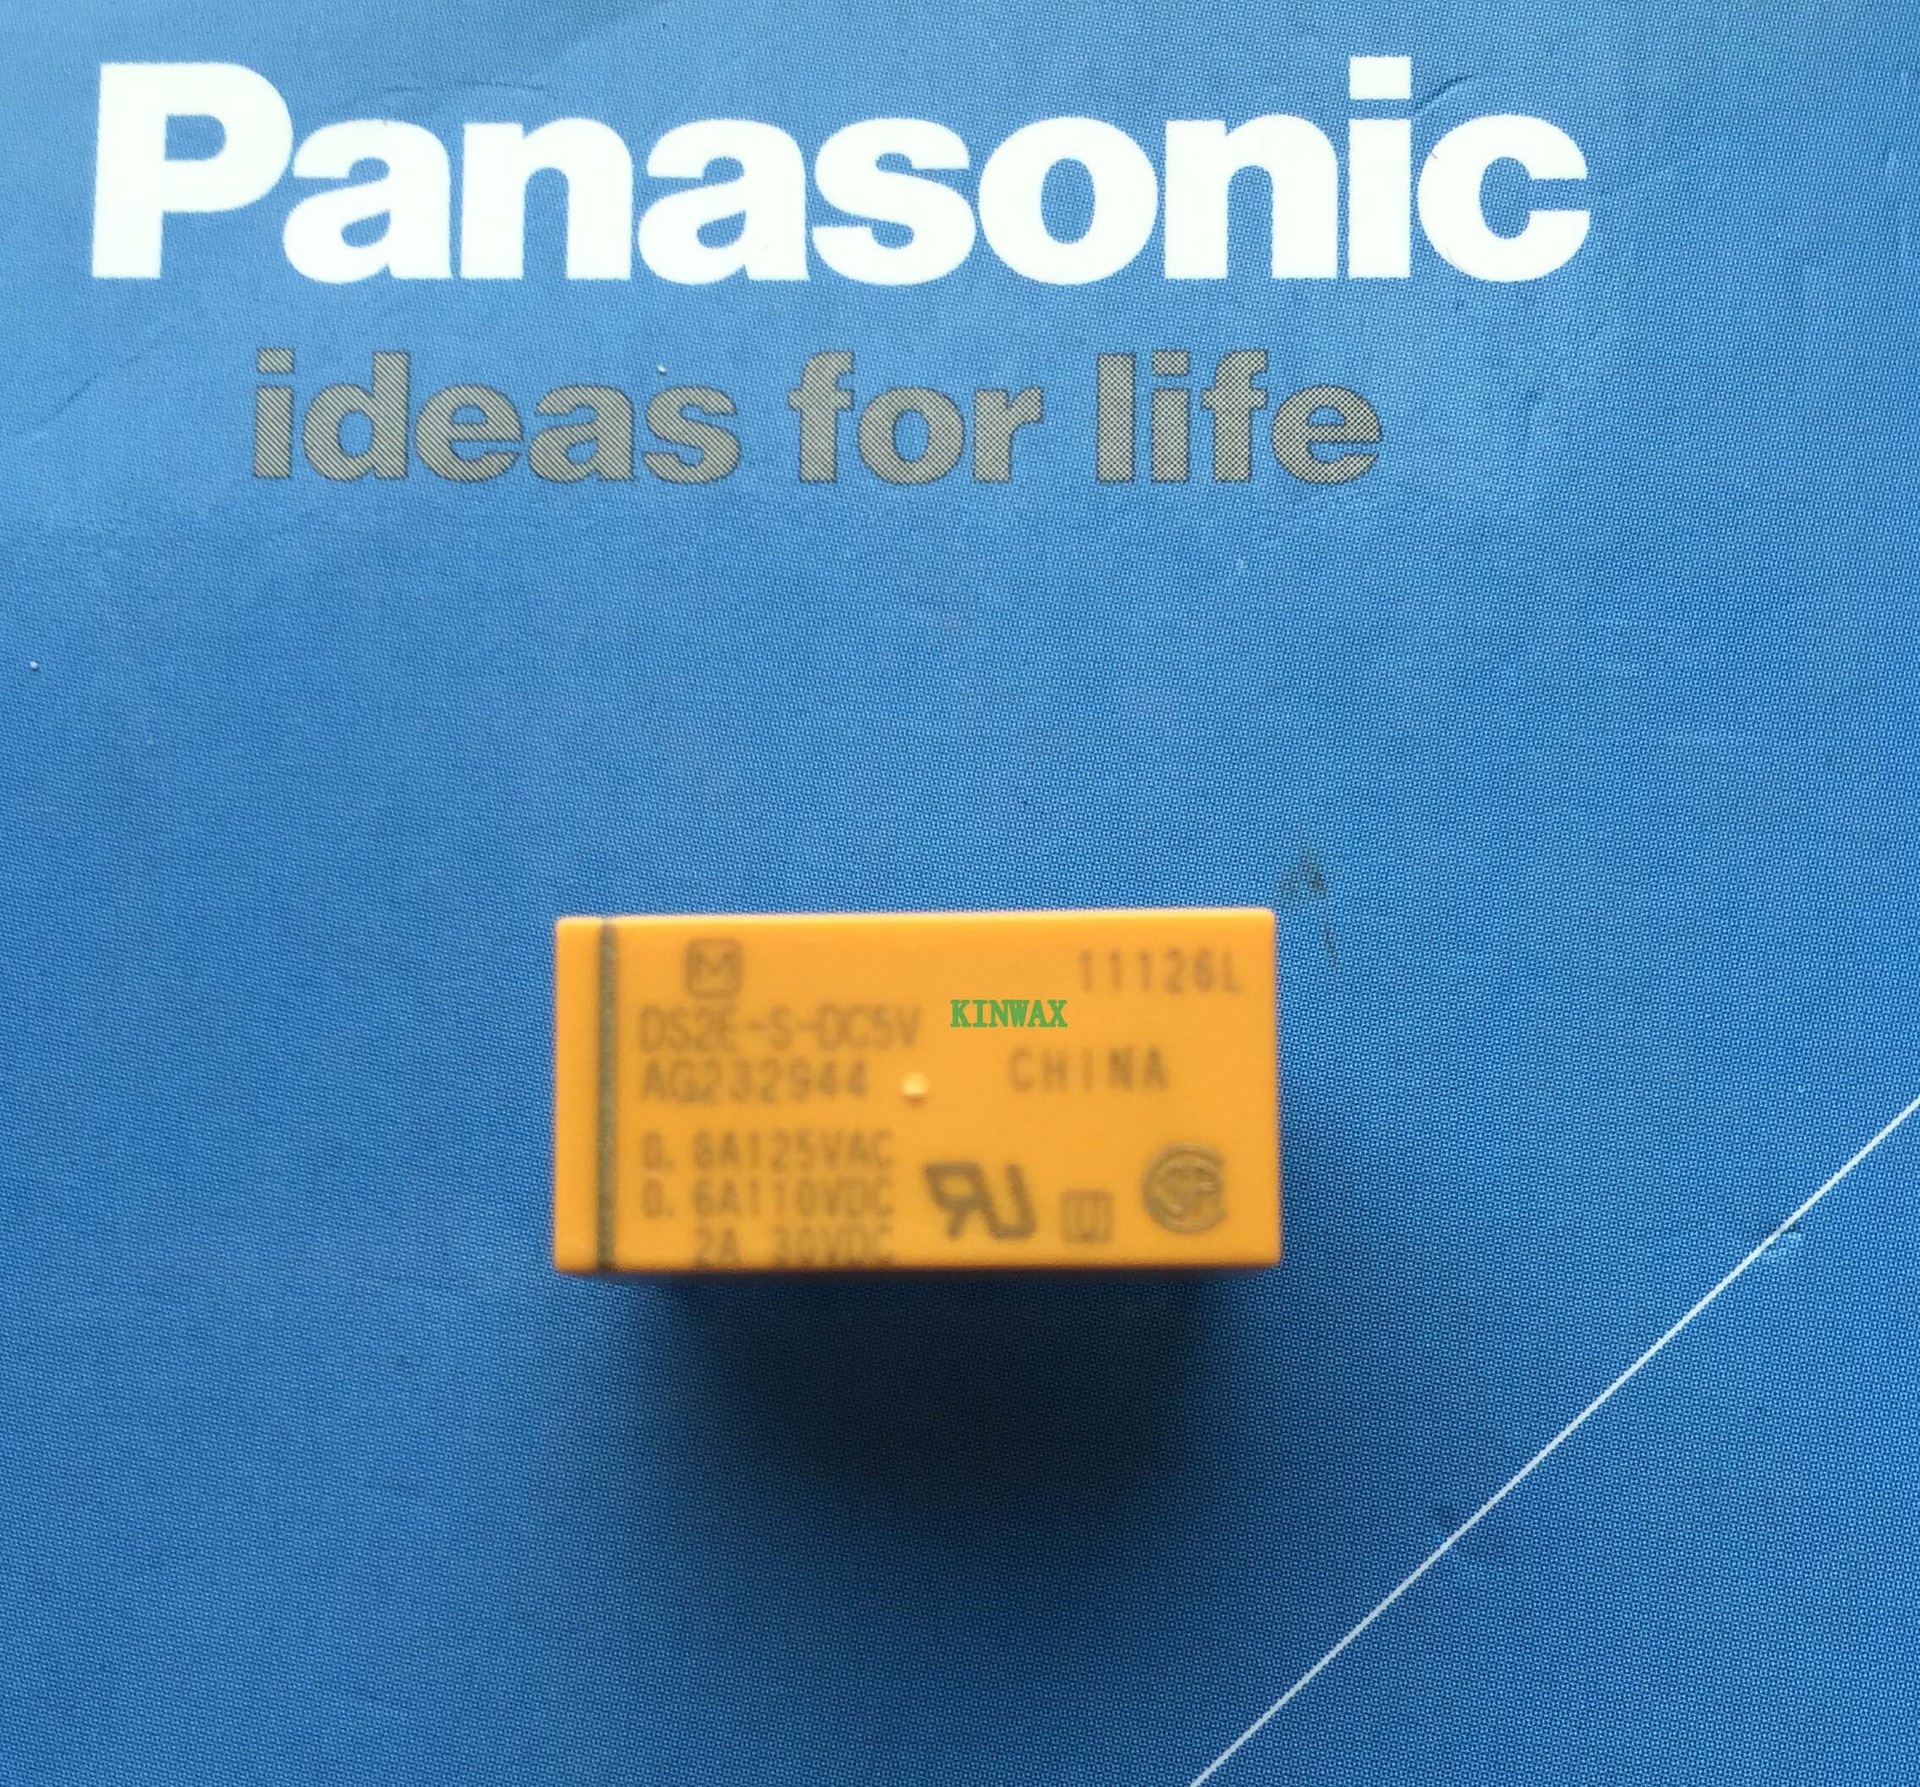 Panasonic
ideas for life
M
11126L
DS2E-S-DC5V
KINWAX
AG232944
CHINA
0.6A125VAC
0.6A110VDC
2A 30VDC